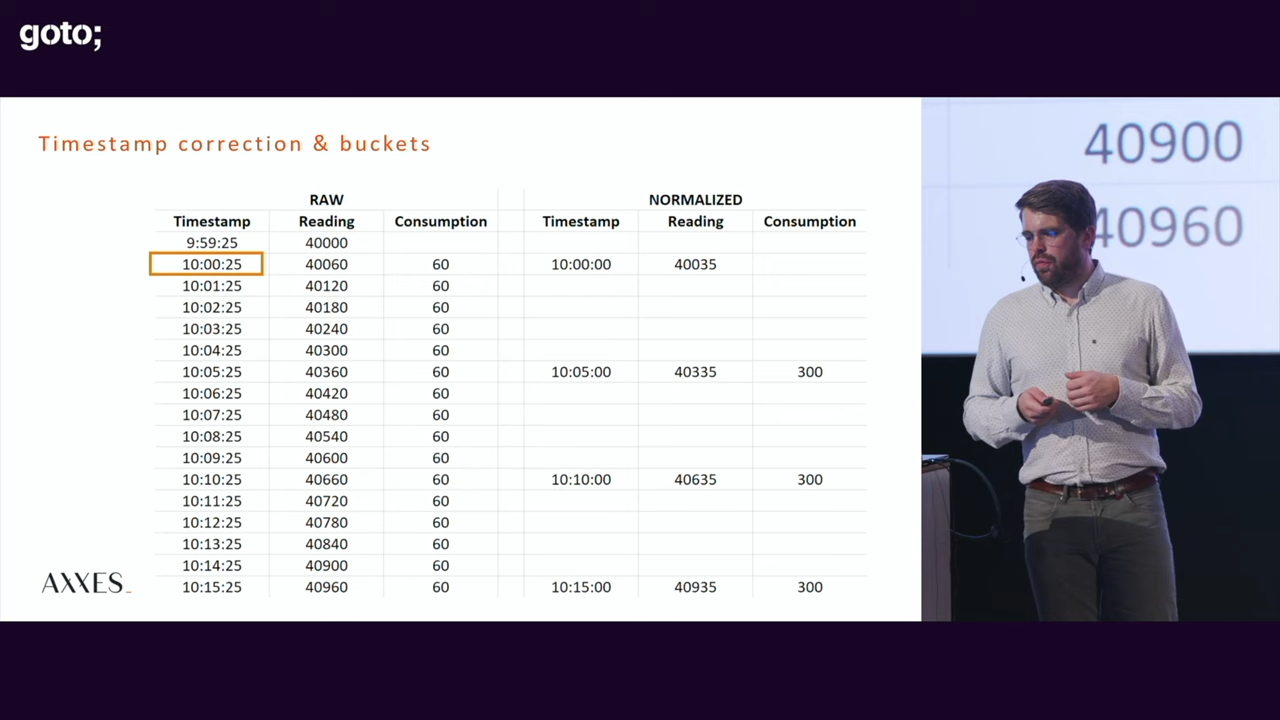 goto;
Timestamp correction & buckets
RAW NORMALIZED
Timestamp Reading Consumption Timestamp Reading Consumption
9:59:25 40000
10:00:25 40060 60 10:00:00 40035
10:01:25 40120 60
10:02:25 40180 60
10:03:25 40240 60
10:04:25 40300 60
10:05:25 40360 60 10:05:00 40335 300
10:06:25 40420 60
10:07:25 40480 60
10:08:25 40540 60
10:09:25 40600 60
10:10:25 40660 60 10:10:00 40635 300
10:11:25 40720 60
10:12:25 40780 60
10:13:25 40840 60
10:14:25 40900 60
10:15:25 40960 60 10:15:00 40935 300
AXXES_
40900
40960